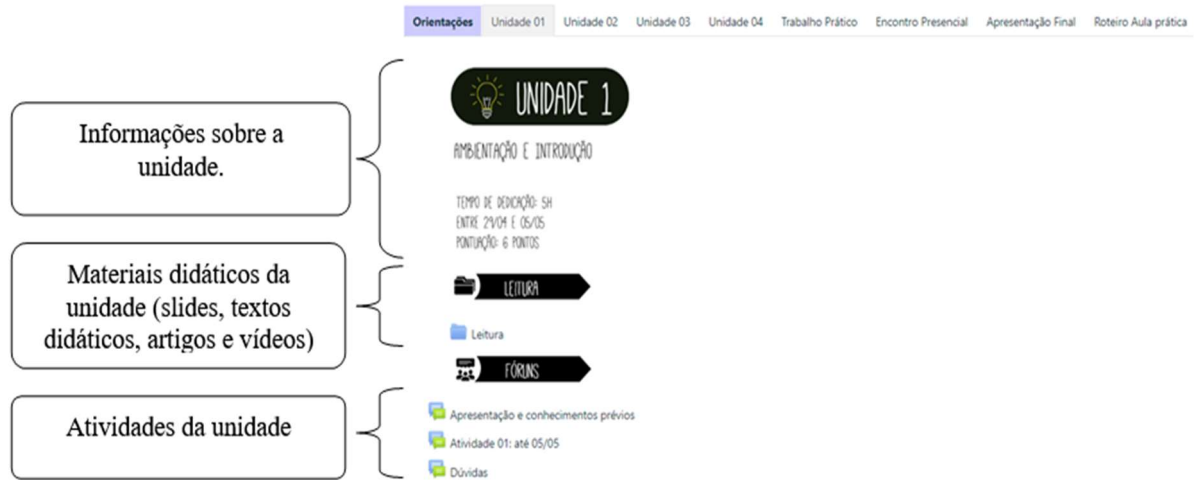 Orientações Unidade 01 Unidade 02 Unidade 03 Unidade 04 Trabalho Prático Encontro Presencial Apresentação Final Roteiro Aula prática
UNIDADE 1
Informações sobre a
unidade.
AMBIENTAÇÃO E INTRODUÇÃO
TEMPO DE DEDICAÇÃO: 5H
ENTRE 29/04 E 05/05
PONTUAÇÃO: 6 PONTOS
Materiais didáticos da
unidade (slides, textos
didáticos, artigos e vídeos)
LEITURA
Leitura
FÓRUNS
Atividades da unidade
Apresentação e conhecimentos prévios
Atividade 01: até 05/05
Dúvidas